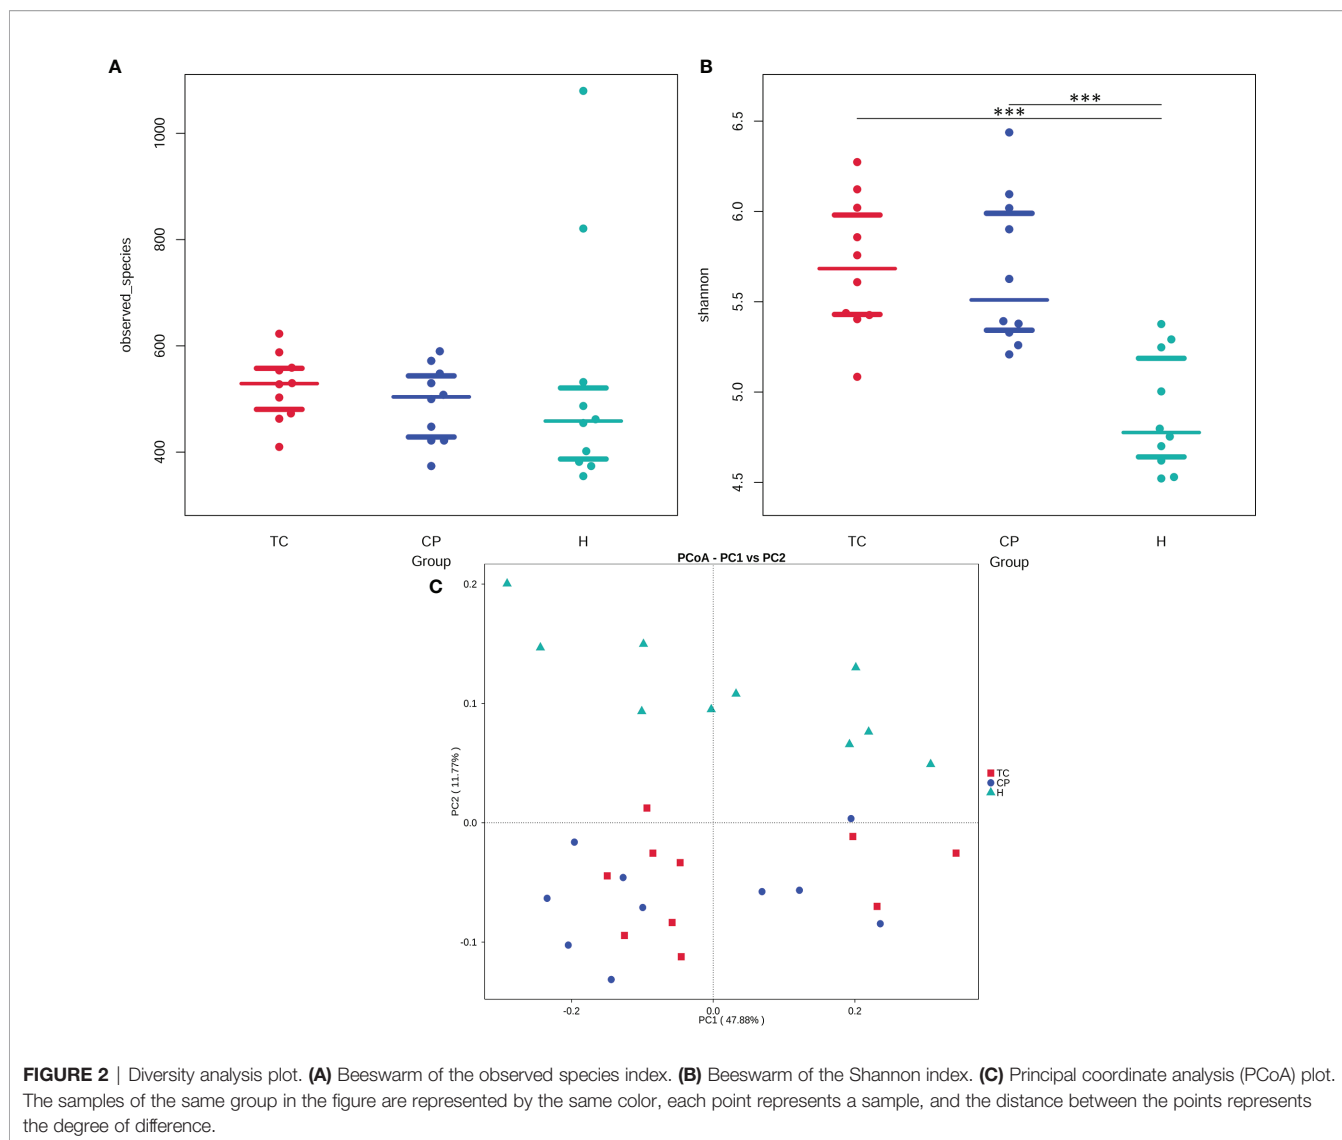 A
B
1000
800
600
400
observed_species
TC
CP
H
Group
6.5
6.0
5.5
5.0
4.5
shannon
***
***
TC
CP
H
Group
C
PCoA - PC1 vs PC2
0.2
0.1
0.0
-0.1
PC2 ( 11.77% )
-0.2
0.0
0.2
PC1 ( 47.88% )
TC
CP
H
FIGURE 2 | Diversity analysis plot. (A) Beeswarm of the observed species index. (B) Beeswarm of the Shannon index. (C) Principal coordinate analysis (PCoA) plot.
The samples of the same group in the figure are represented by the same color, each point represents a sample, and the distance between the points represents
the degree of difference.